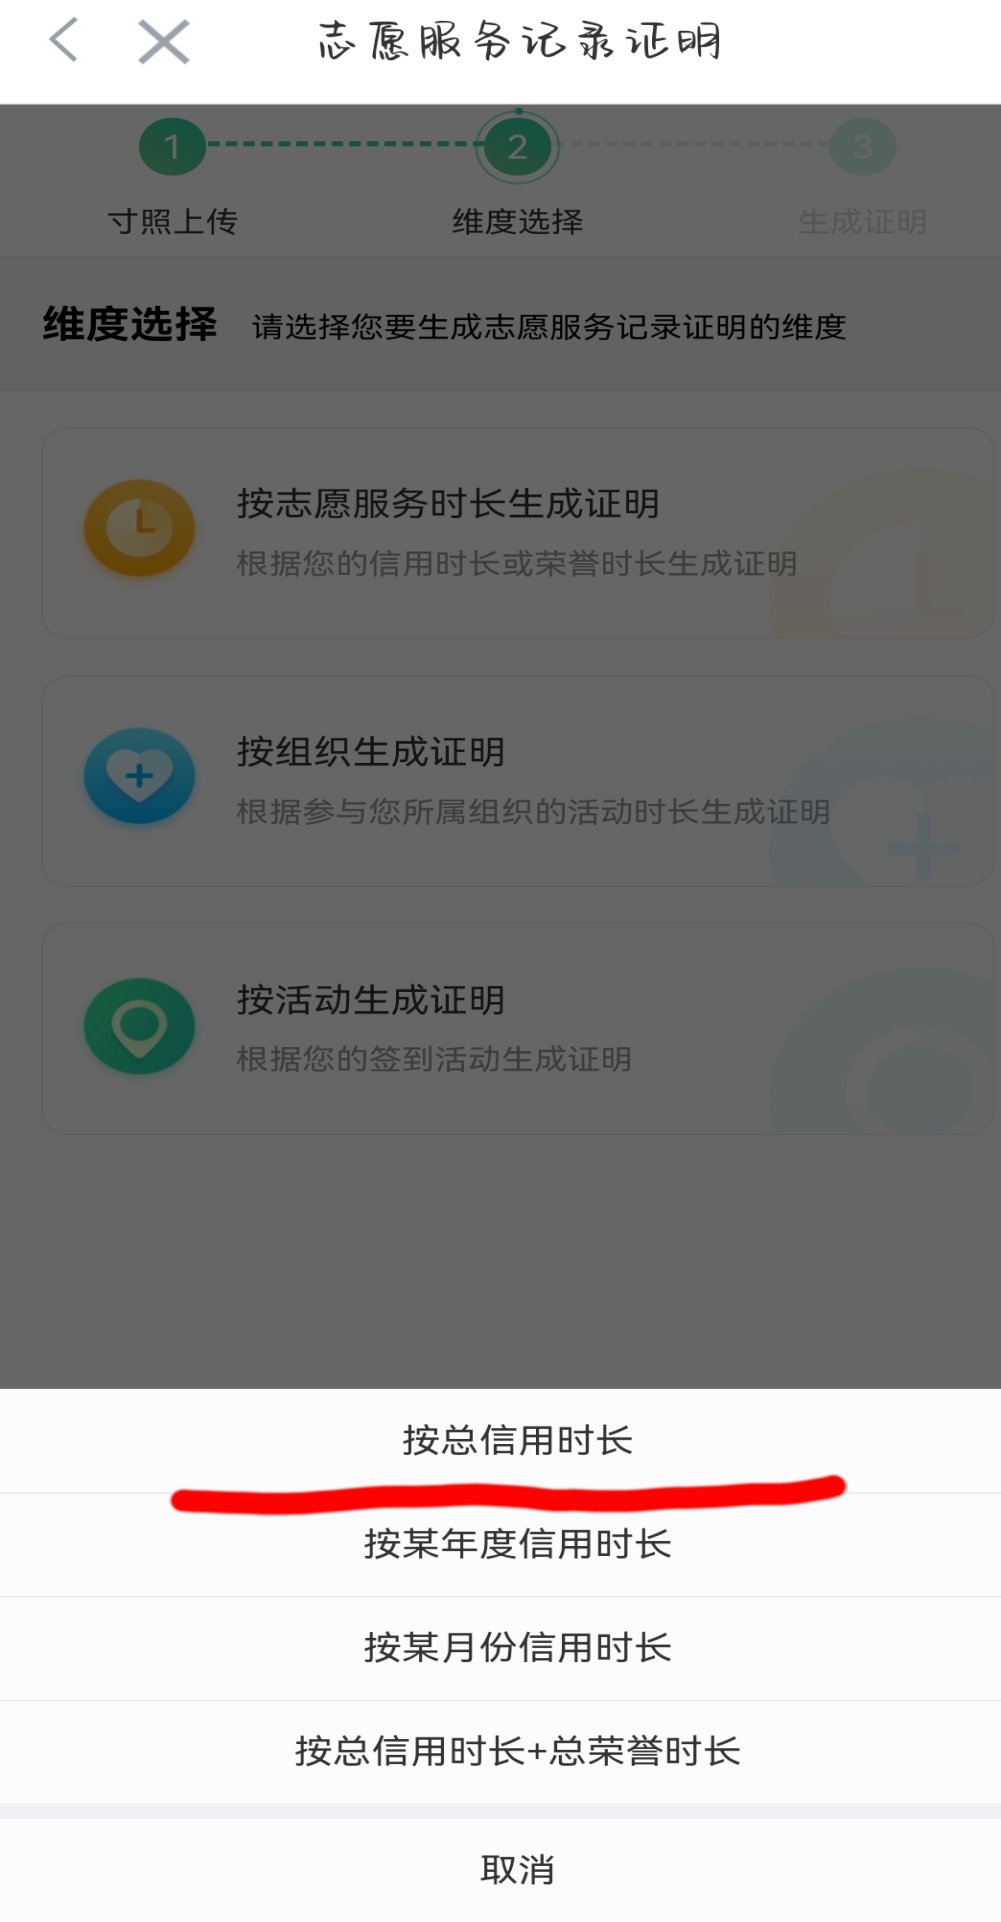 志愿服务记录证明
1 2 3
寸照上传 维度选择 生成证明
维度选择 请选择您要生成志愿服务记录证明的维度
按志愿服务时长生成证明
根据您的信用时长或荣誉时长生成证明
按组织生成证明
根据参与您所属组织的活动时长生成证明
按活动生成证明
根据您的签到活动生成证明
按总信用时长
按某年度信用时长
按某月份信用时长
按总信用时长+总荣誉时长
取消